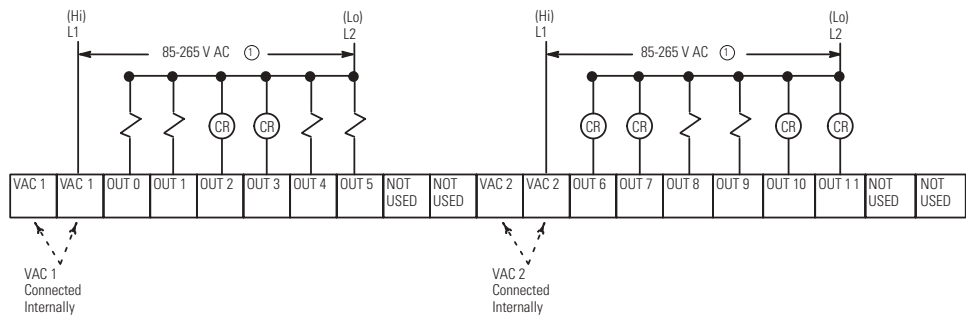 (Hi) (Lo) (Hi) (Lo)
L1 L2 L1 L2
85-265 V AC ① 85-265 V AC ①
CR CR CR CR CR CR
VAC 1 VAC 1 OUT 0 OUT 1 OUT 2 OUT 3 OUT 4 OUT 5 NOT USED NOT USED VAC 2 VAC 2 OUT 6 OUT 7 OUT 8 OUT 9 OUT 10 OUT 11 NOT USED NOT USED
VAC 1
Connected
Internally
VAC 2
Connected
Internally